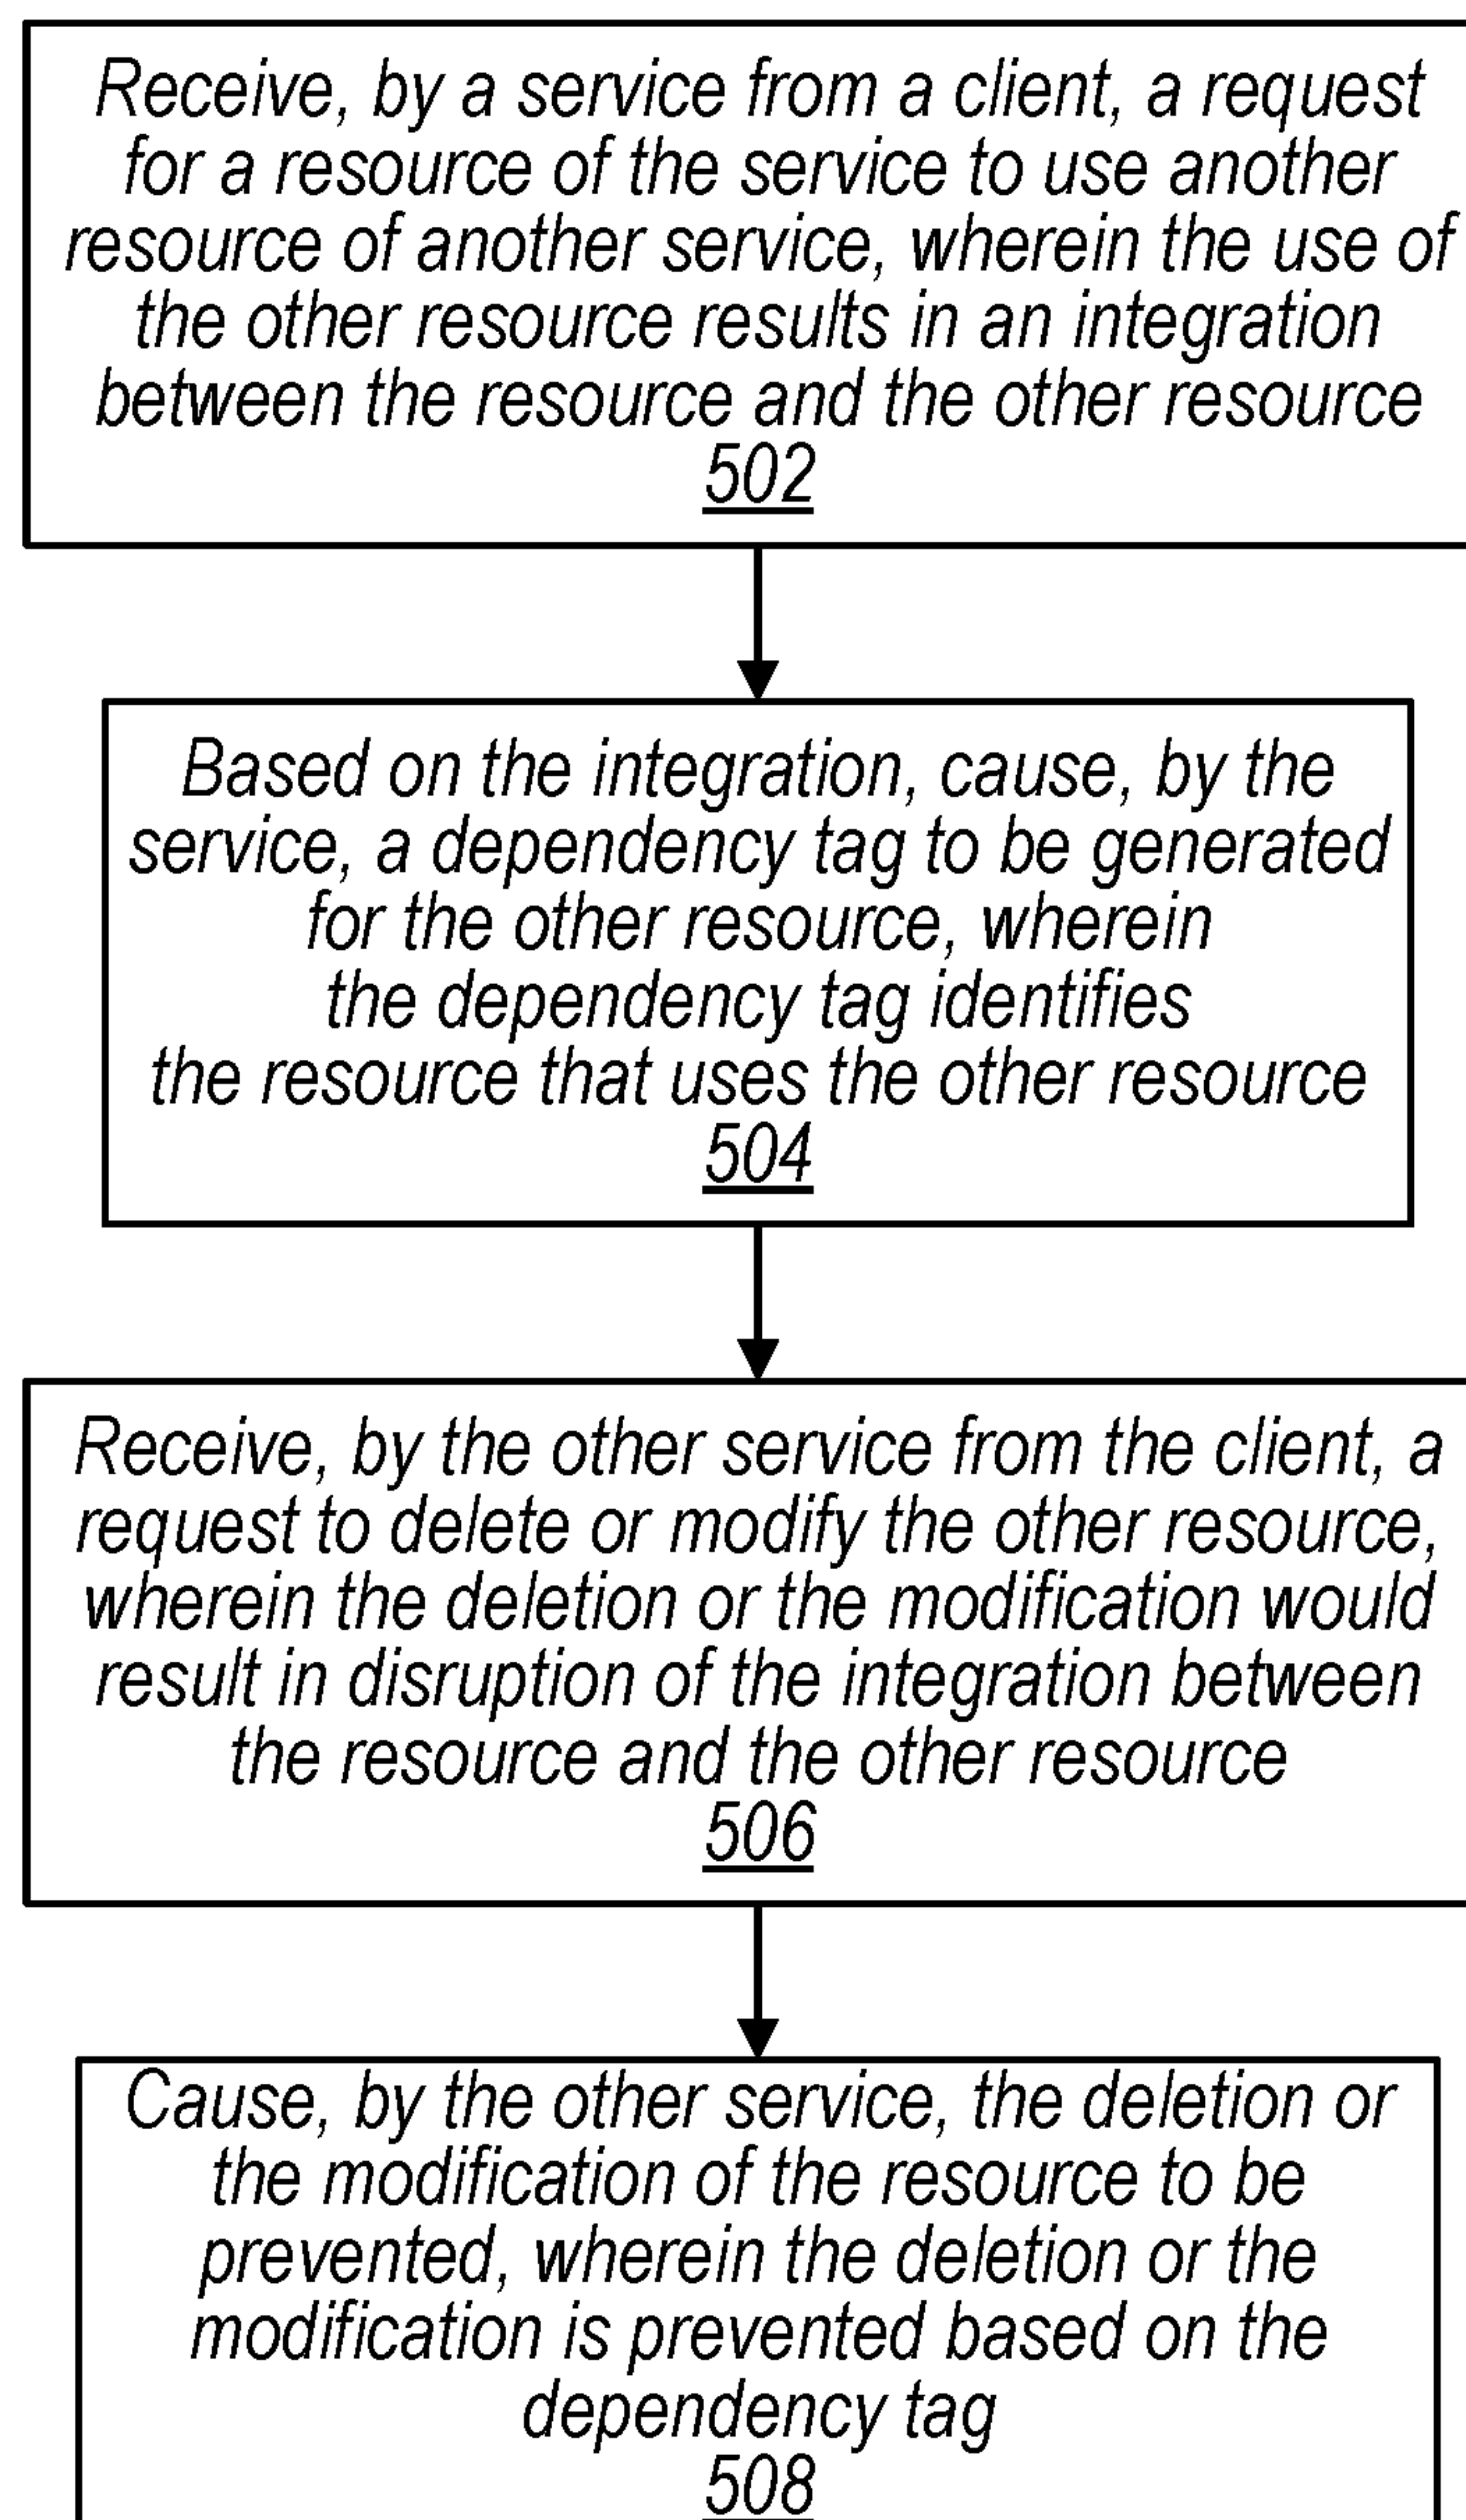 Receive, by a service from a client, a request
for a resource of the service to use another
resource of another service, wherein the use of
the other resource results in an integration
between the resource and the other resource
502
Based on the integration, cause, by the
service, a dependency tag to be generated
for the other resource, wherein
the dependency tag identifies
the resource that uses the other resource
504
Receive, by the other service from the client, a
request to delete or modify the other resource,
wherein the deletion or the modification would
result in disruption of the integration between
the resource and the other resource
506
Cause, by the other service, the deletion or
the modification of the resource to be
prevented, wherein the deletion or the
modification is prevented based on the
dependency tag
508